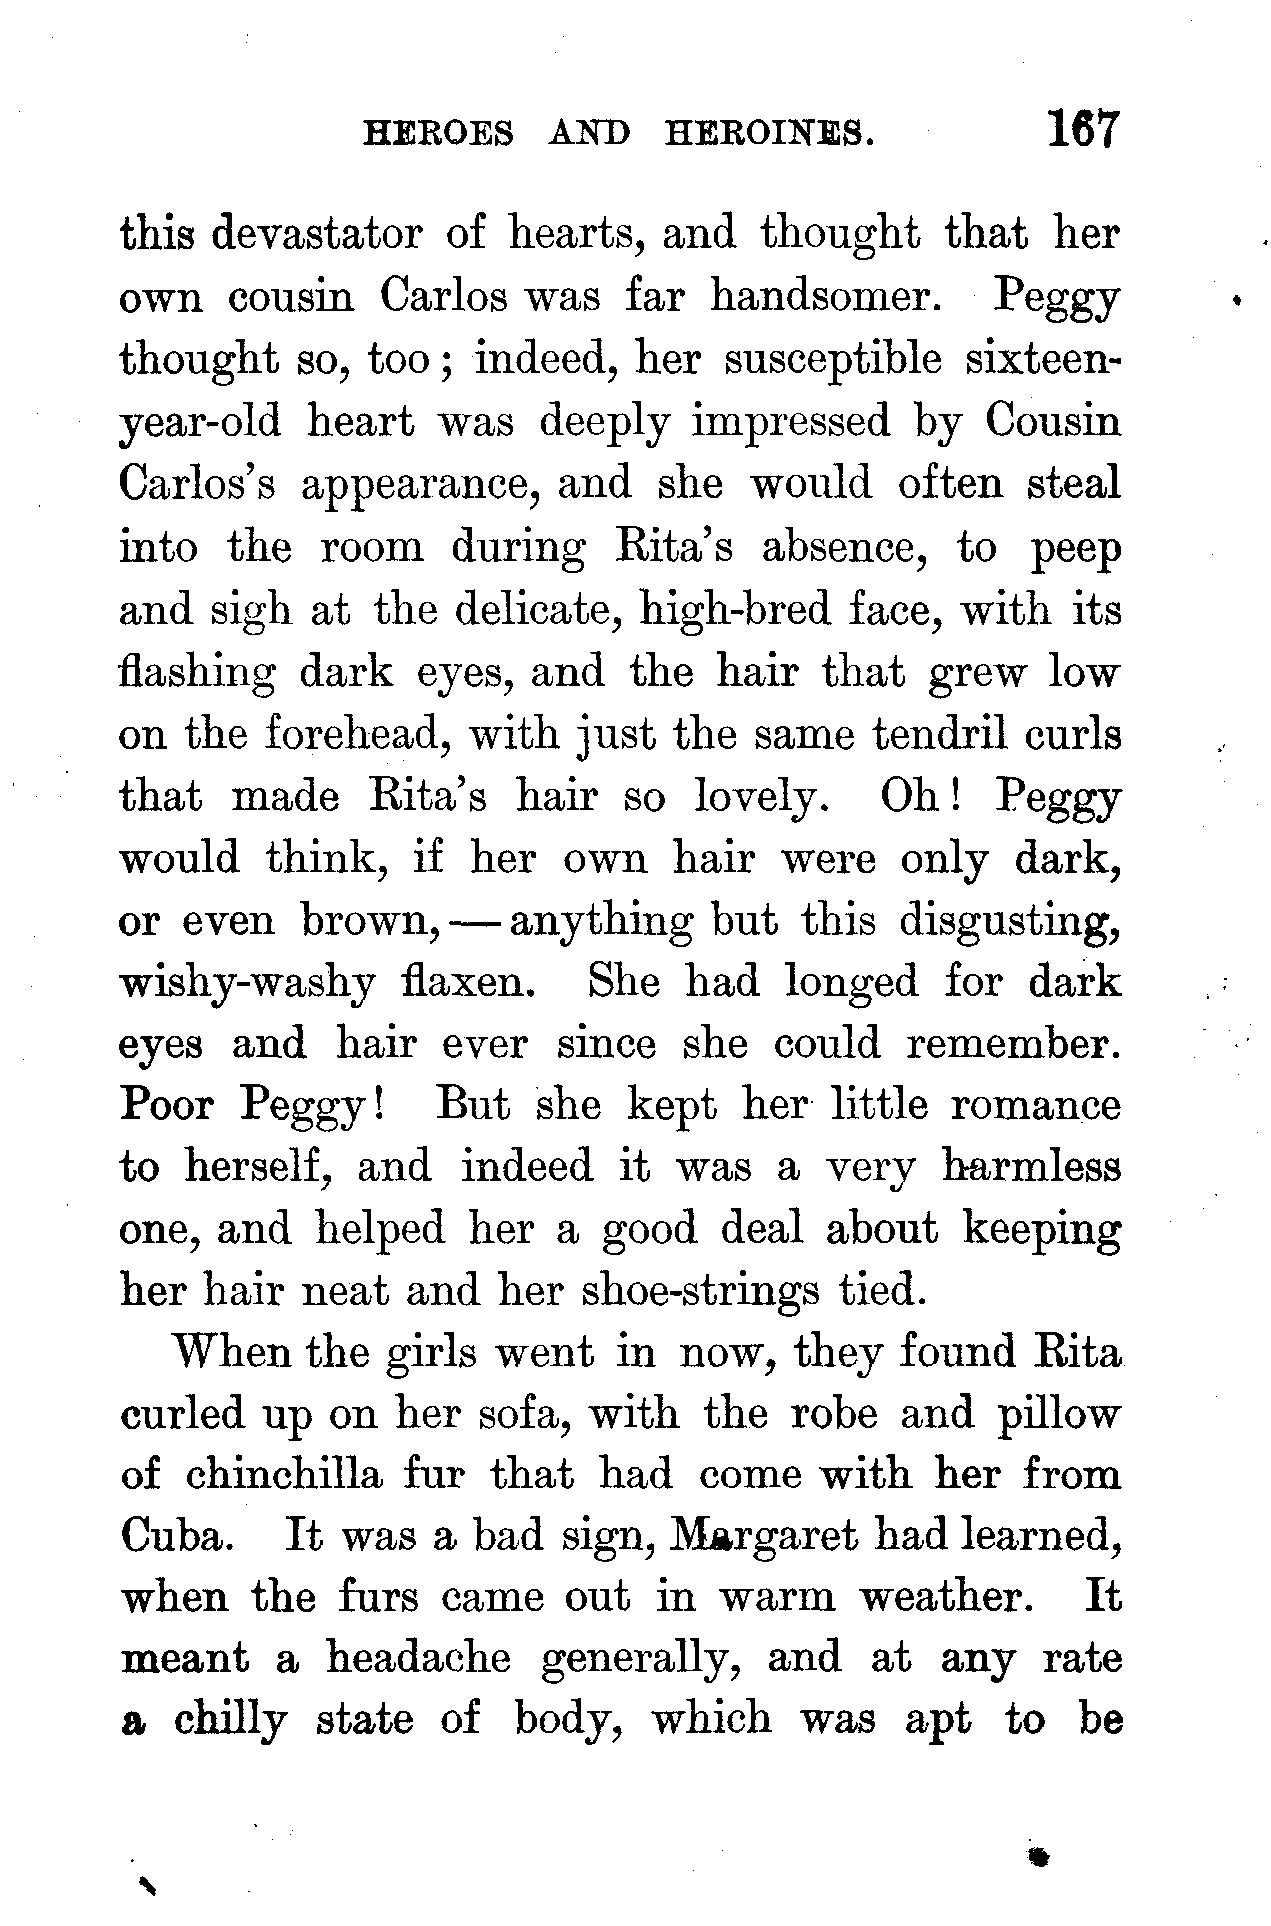 HEROES AND HEROINES. 167
this devastator of hearts, and thought that her
own cousin Carlos was far handsomer. Peggy
thought so, too; indeed, her susceptible sixteen-
year-old heart was deeply impressed by Cousin
Carlos's appearance, and she would often steal
into the room during Rita's absence, to peep
and sigh at the delicate, high-bred face, with its
flashing dark eyes, and the hair that grew low
on the forehead, with just the same tendril curls
that made Rita's hair so lovely. Oh! Peggy
would think, if her own hair were only dark,
or even brown,—anything but this disgusting,
wishy-washy flaxen. She had longed for dark
eyes and hair ever since she could remember.
Poor Peggy! But she kept her little romance
to herself, and indeed it was a very harmless
one, and helped her a good deal about keeping
her hair neat and her shoe-strings tied.
When the girls went in now, they found Rita
curled up on her sofa, with the robe and pillow
of chinchilla fur that had come with her from
Cuba. It was a bad sign, Margaret had learned,
when the furs came out in warm weather. It
meant a headache generally, and at any rate
a chilly state of body, which was apt to be